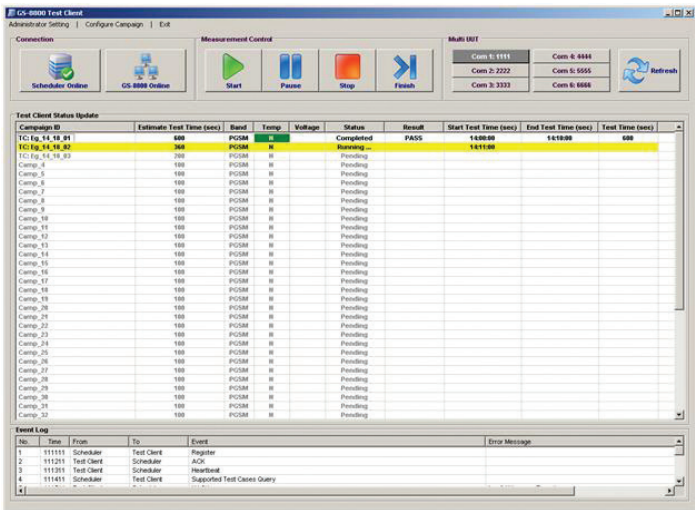 GS-8800 Test Client
Administrator Setting | Configure Campaign | Exit
Connection Measurement Control Multi UUT
Scheduler Online GS-8800 Online Start Pause Stop Finish Com 1: 1111 Com 4: 4444 Refresh
Com 2: 2222 Com 5: 5555
Com 3: 3333 Com 6: 6666
Test Client Status Update
Campaign ID Estimate Test Time (sec) Band Temp Voltage Status Result Start Test Time (sec) End Test Time (sec) Test Time (sec)
TC: Eg_14_18_01 600 PGSM N Completed PASS 14:00:00 14:10:00 600
TC: Eg_14_18_02 360 PGSM N Running ... 14:11:00
TC: Eg_14_18_03 200 PGSM N Pending
Camp_4 100 PGSM N Pending
Camp_5 100 PGSM N Pending
Camp_6 100 PGSM N Pending
Camp_7 100 PGSM N Pending
Camp_8 100 PGSM N Pending
Camp_9 100 PGSM N Pending
Camp_10 100 PGSM N Pending
Camp_11 100 PGSM N Pending
Camp_12 100 PGSM N Pending
Camp_13 100 PGSM N Pending
Camp_14 100 PGSM N Pending
Camp_15 100 PGSM N Pending
Camp_16 100 PGSM N Pending
Camp_17 100 PGSM N Pending
Camp_18 100 PGSM N Pending
Camp_19 100 PGSM N Pending
Camp_20 100 PGSM N Pending
Camp_21 100 PGSM N Pending
Camp_22 100 PGSM N Pending
Camp_23 100 PGSM N Pending
Camp_24 100 PGSM N Pending
Camp_25 100 PGSM N Pending
Camp_26 100 PGSM N Pending
Camp_27 100 PGSM N Pending
Camp_28 100 PGSM N Pending
Camp_29 100 PGSM N Pending
Camp_30 100 PGSM N Pending
Camp_31 100 PGSM N Pending
Camp_32 100 PGSM N Pending
Event Log
No. Time From To Event Error Message
1 111111 Scheduler Test Client Register
2 111211 Test Client Scheduler ACK
3 111311 Test Client Scheduler Heartbeat
4 111411 Scheduler Test Client Supported Test Cases Query